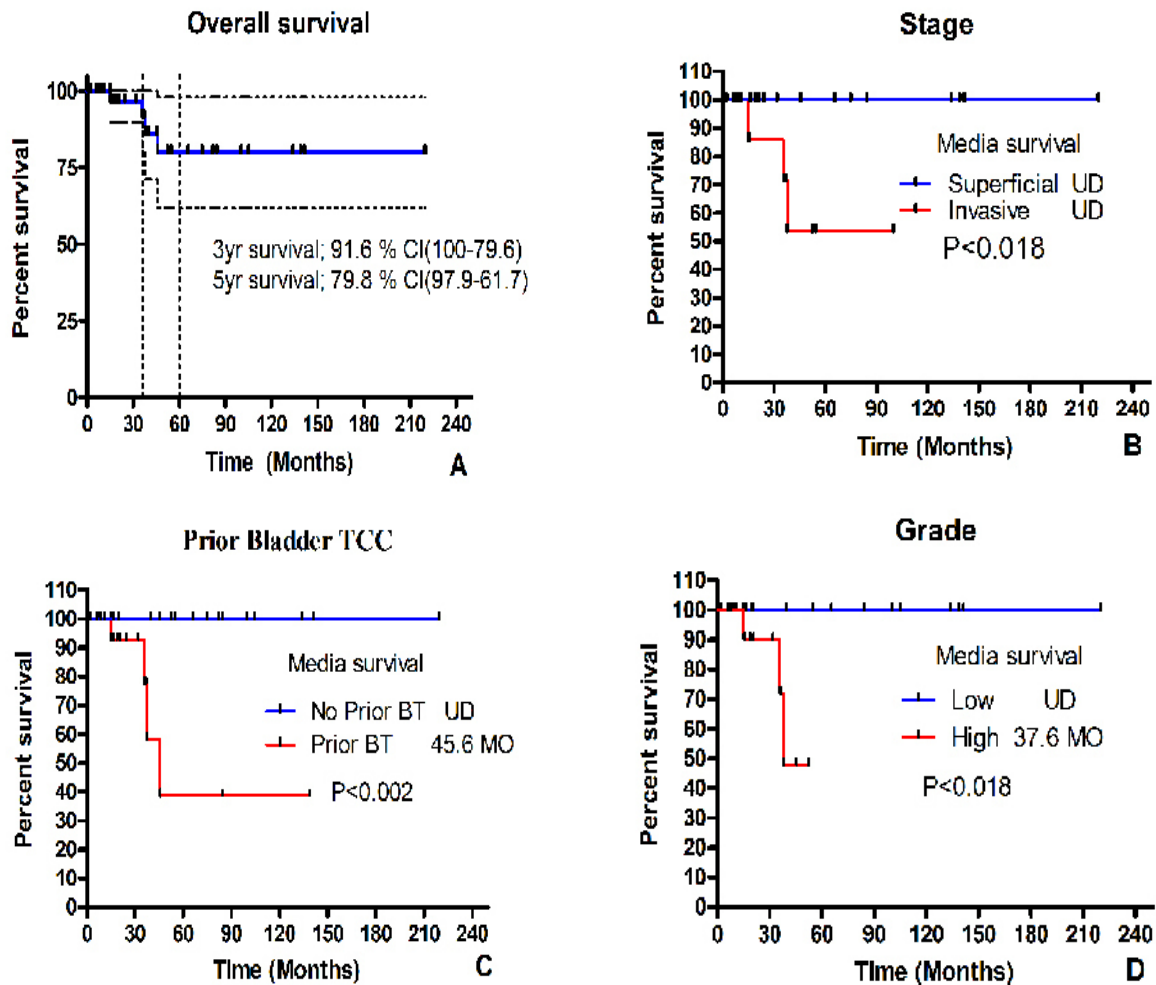 Overall survival
Percent survival
100
75
50
25
0
3yr survival; 91.6 % CI(100-79.6)
5yr survival; 79.8 % CI(97.9-61.7)
0 30 60 90 120 150 180 210 240
Time (Months)
A
Stage
Percent survival
110
100
90
80
70
60
50
40
30
20
10
0
Media survival
Superficial UD
Invasive UD
P<0.018
0 30 60 90 120 150 180 210 240
Time (Months)
B
Prior Bladder TCC
Percent survival
110
100
90
80
70
60
50
40
30
20
10
0
Media survival
No Prior BT UD
Prior BT 45.6 MO
P<0.002
0 30 60 90 120 150 180 210 240
Time (Months)
C
Grade
Percent survival
110
100
90
80
70
60
50
40
30
20
10
0
Media survival
Low UD
High 37.6 MO
P<0.018
0 30 60 90 120 150 180 210 240
Time (Months)
D